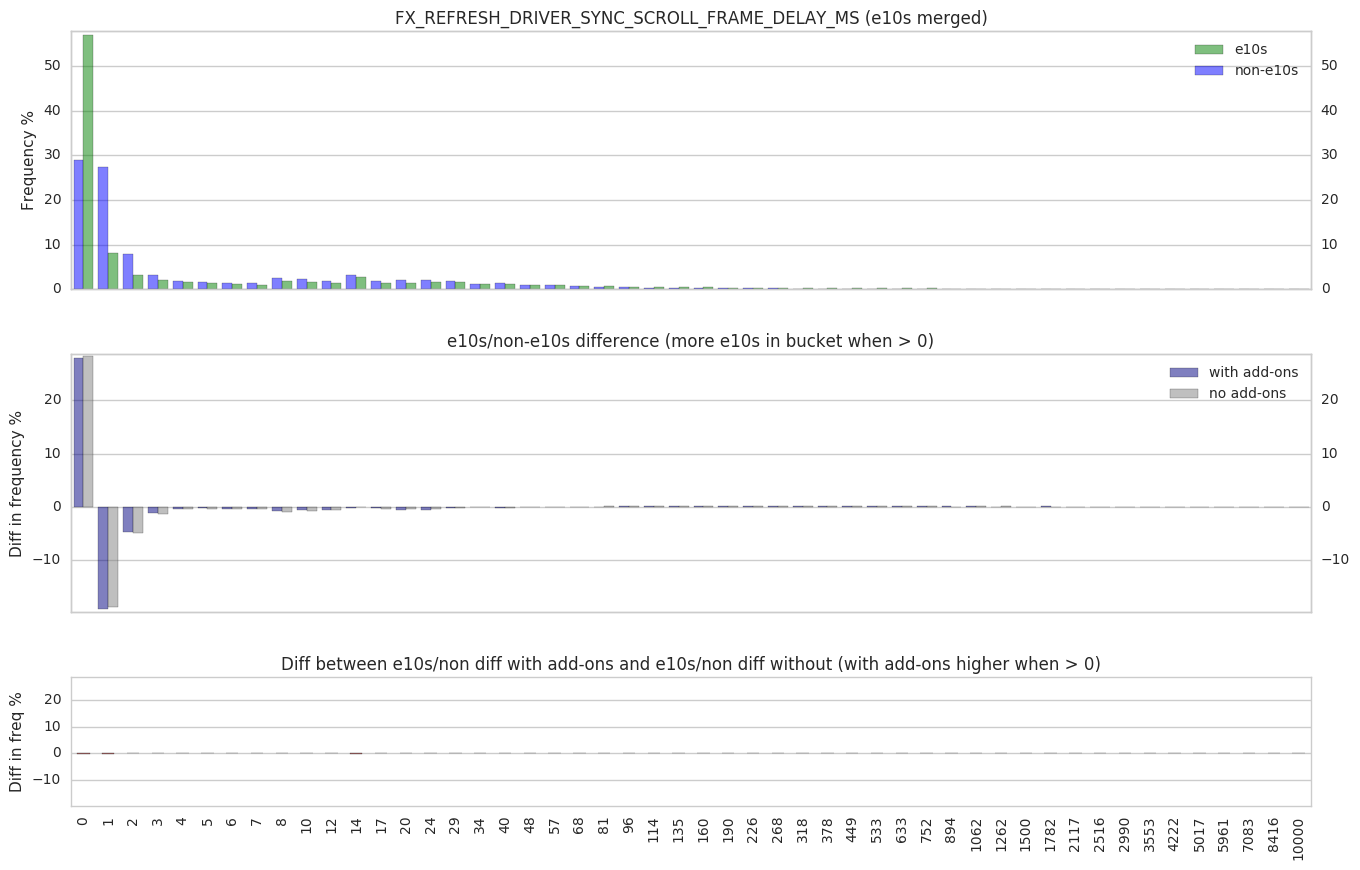 FX_REFRESH_DRIVER_SYNC_SCROLL_FRAME_DELAY_MS (e10s merged)
Frequency %
50
40
30
20
10
0
e10s
non-e10s
50
40
30
20
10
0
e10s/non-e10s difference (more e10s in bucket when > 0)
Diff in frequency %
20
10
0
−10
with add-ons
no add-ons
20
10
0
−10
Diff between e10s/non diff with add-ons and e10s/non diff without (with add-ons higher when > 0)
Diff in freq %
20
10
0
−10
0 1 2 3 4 5 6 7 8 10 12 14 17 20 24 29 34 40 48 57 68 81 96 114 135 160 190 226 268 318 378 449 533 633 752 894 1062 1262 1500 1782 2117 2516 2990 3553 4222 5017 5961 7083 8416 10000